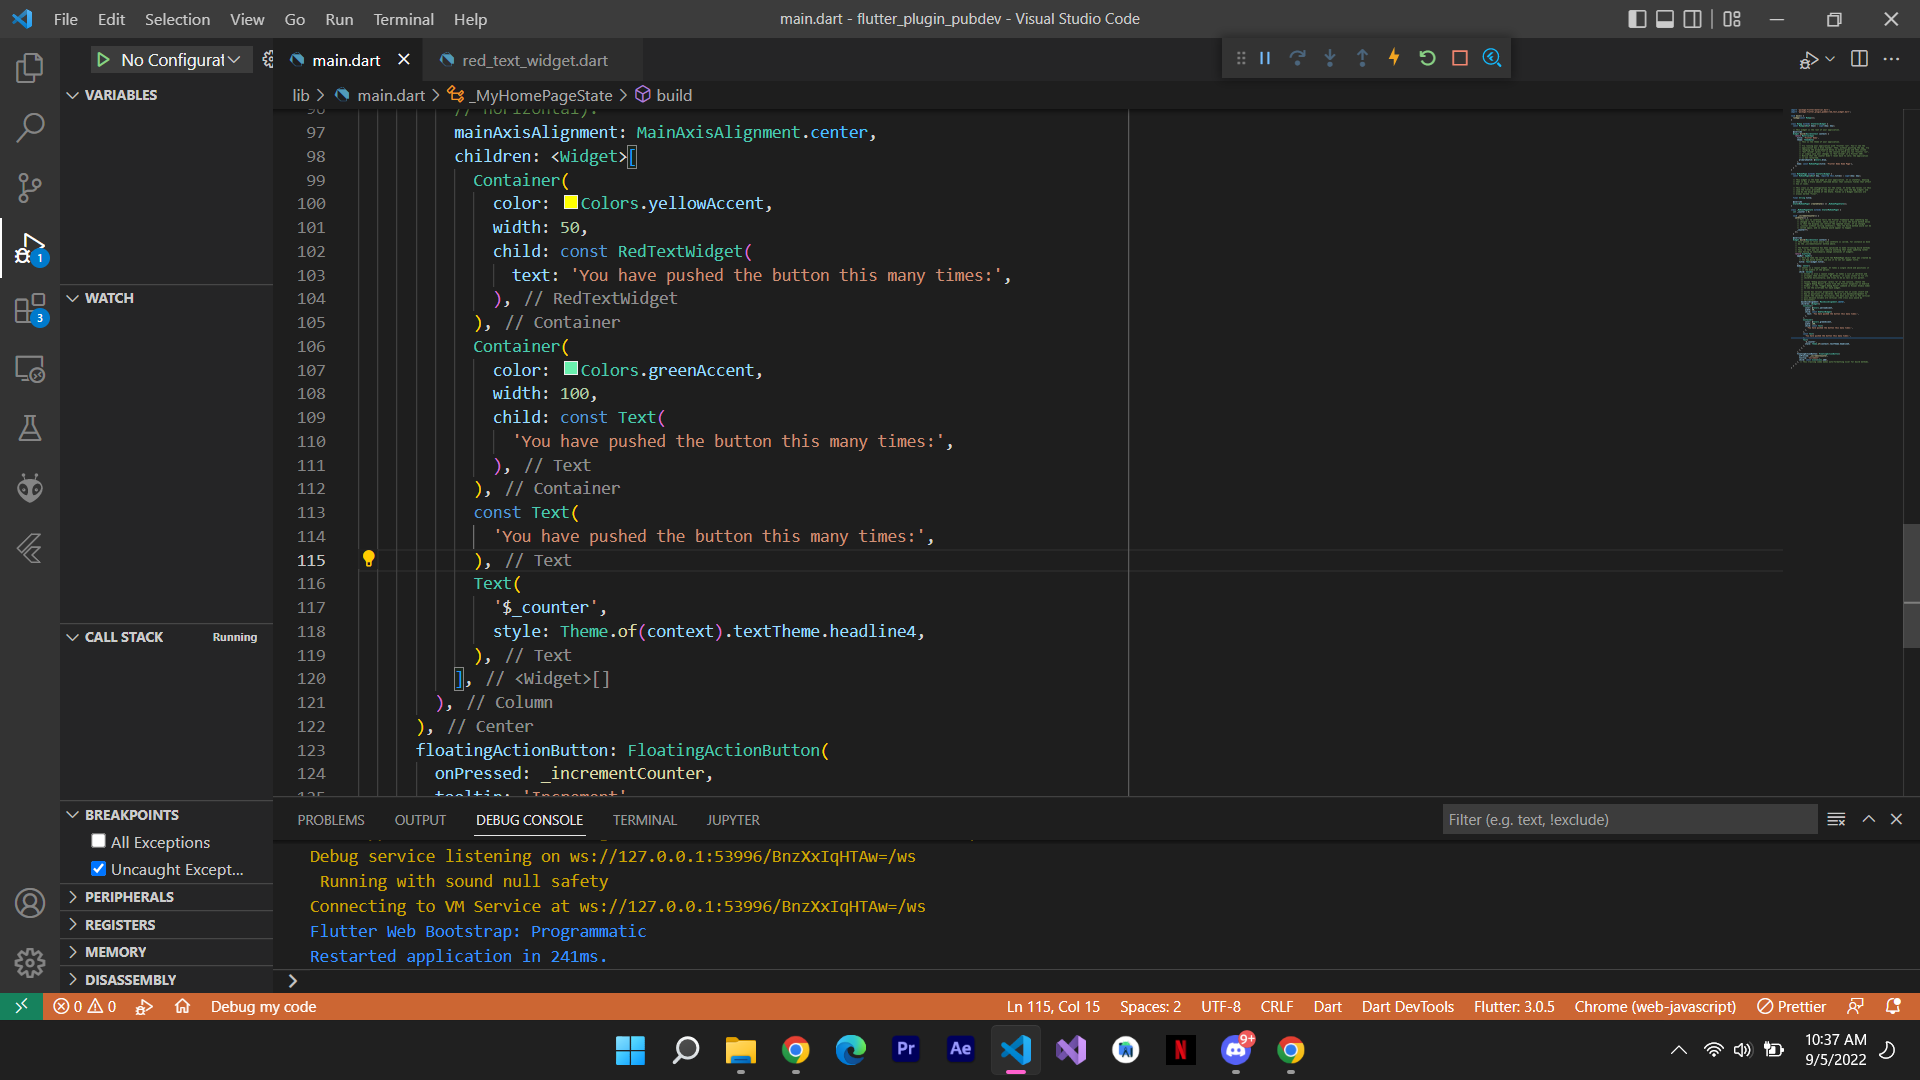 File Edit Selection View Go Run Terminal Help
main.dart - flutter_plugin_pubdev - Visual Studio Code
No Configurat
main.dart
red_text_widget.dart
lib > main.dart > _MyHomePageState > build
VARIABLES
WATCH
CALL STACK
Running
BREAKPOINTS
All Exceptions
Uncaught Except...
PERIPHERALS
REGISTERS
MEMORY
DISASSEMBLY
1
3
96 // horizontal).
97 mainAxisAlignment: MainAxisAlignment.center,
98 children: <Widget>[
99 Container(
100 color: Colors.yellowAccent,
101 width: 50,
102 child: const RedTextWidget(
103 text: 'You have pushed the button this many times:',
104 ), // RedTextWidget
105 ), // Container
106 Container(
107 color: Colors.greenAccent,
108 width: 100,
109 child: const Text(
110 'You have pushed the button this many times:',
111 ), // Text
112 ), // Container
113 const Text(
114 'You have pushed the button this many times:',
115 ), // Text
116 Text(
117 '$_counter',
118 style: Theme.of(context).textTheme.headline4,
119 ), // Text
120 ], // <Widget>[]
121 ), // Column
122 ), // Center
123 floatingActionButton: FloatingActionButton(
124 onPressed: _incrementCounter,
125 tooltip: 'Increment'
PROBLEMS OUTPUT DEBUG CONSOLE TERMINAL JUPYTER
Filter (e.g. text, !exclude)
Debug service listening on ws://127.0.0.1:53996/BnzXxIqHTAw=/ws
Running with sound null safety
Connecting to VM Service at ws://127.0.0.1:53996/BnzXxIqHTAw=/ws
Flutter Web Bootstrap: Programmatic
Restarted application in 241ms.
0 0 Debug my code
Ln 115, Col 15 Spaces: 2 UTF-8 CRLF Dart Dart DevTools Flutter: 3.0.5 Chrome (web-javascript) Prettier
Pr
Ae
N
9+
10:37 AM
9/5/2022